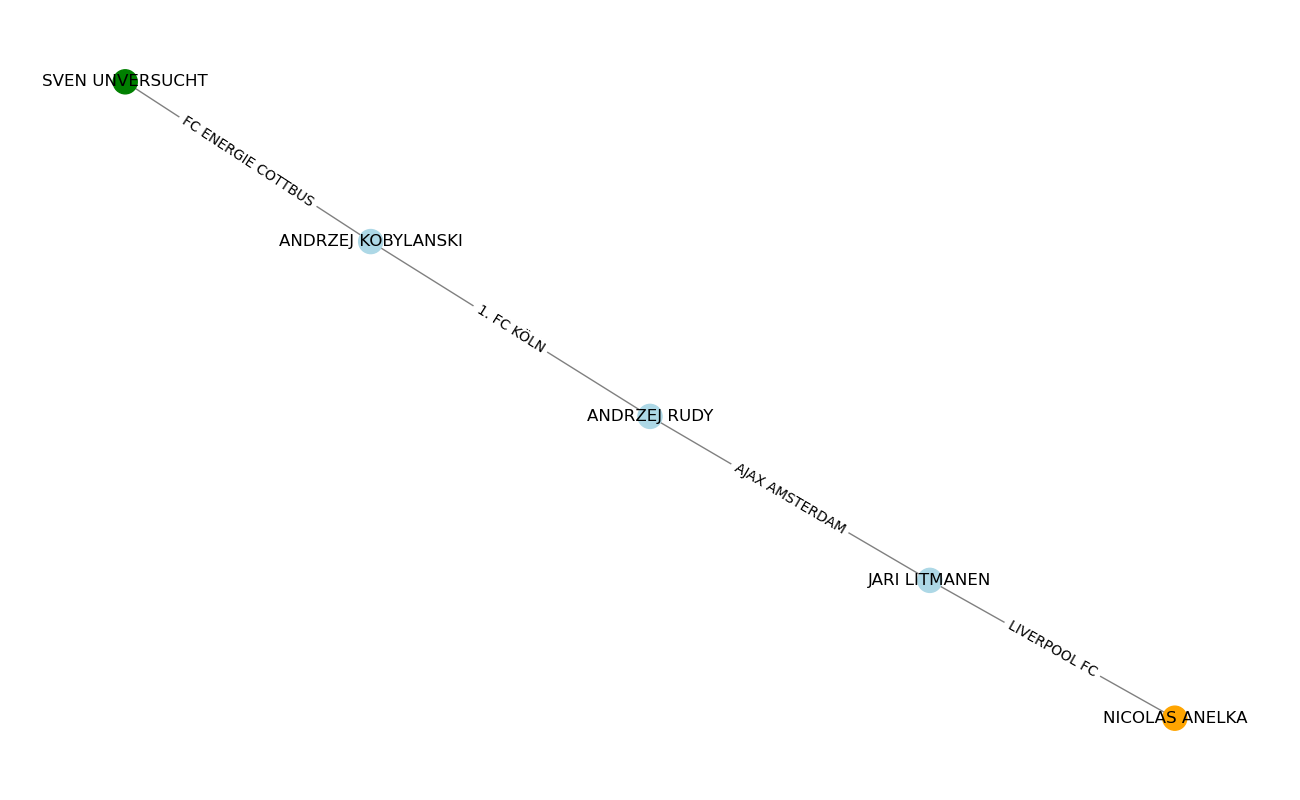 SVEN UNVERSUCHT
FC ENERGIE COTTBUS
ANDRZEJ KOBYLANSKI
1. FC KÖLN
ANDRZEJ RUDY
AJAX AMSTERDAM
JARI LITMANEN
LIVERPOOL FC
NICOLAS ANELKA